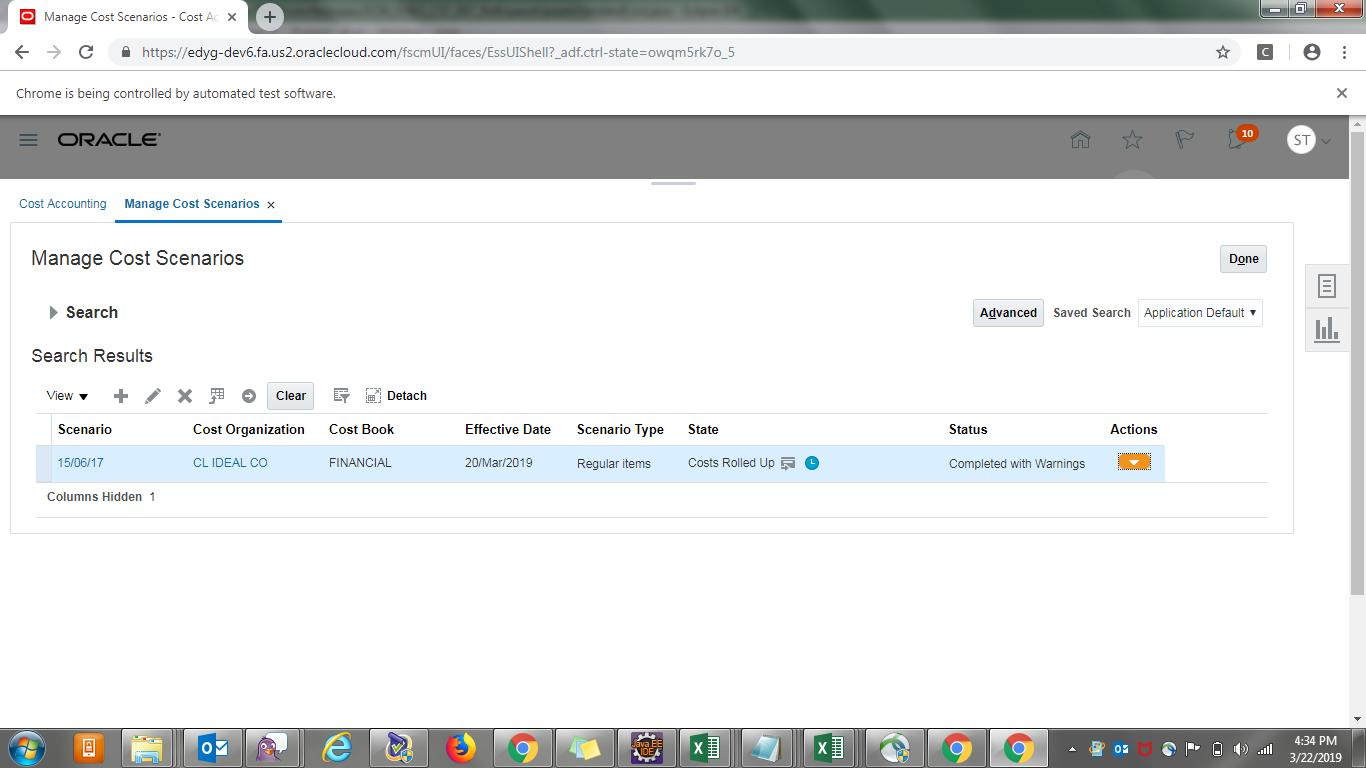 Manage Cost Scenarios - Cost Ac
https://edyg-dev6.fa.us2.oraclecloud.com/fscmUI/faces/EssUIShell?_adf.ctrl-state=owqm5rk7o_5
C
Chrome is being controlled by automated test software.
ORACLE
10
ST
Cost Accounting
Manage Cost Scenarios
Manage Cost Scenarios
Done
Search
Advanced
Saved Search
Application Default
Search Results
View
Clear
Detach
Scenario Cost Organization Cost Book Effective Date Scenario Type State Status Actions
15/06/17 CL IDEAL CO FINANCIAL 20/Mar/2019 Regular items Costs Rolled Up Completed with Warnings
Columns Hidden 1
Java EE
IDE
4:34 PM
3/22/2019